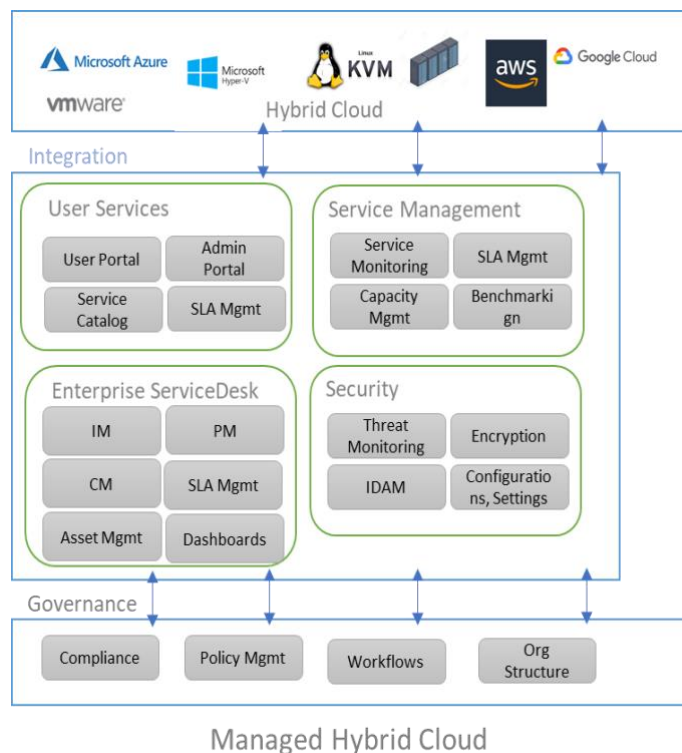 Microsoft Azure
Microsoft
Hyper-V
Linux
KVM
aws
Google Cloud
vmware®
Hybrid Cloud
Integration
User Services
User Portal
Admin
Portal
Service
Catalog
SLA Mgmt
Service Management
Service
Monitoring
SLA Mgmt
Capacity
Mgmt
Benchmarki
gn
Enterprise ServiceDesk
IM
PM
CM
SLA Mgmt
Asset Mgmt
Dashboards
Security
Threat
Monitoring
Encryption
IDAM
Configuratio
ns, Settings
Governance
Compliance
Policy Mgmt
Workflows
Org
Structure
Managed Hybrid Cloud